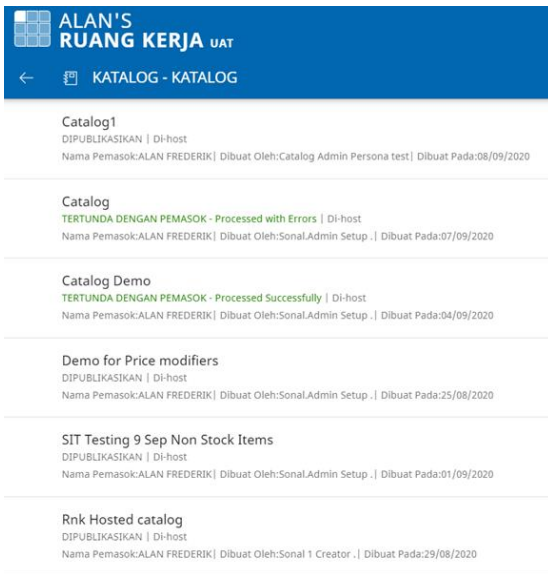 ALAN'S
RUANG KERJA UAT
KATALOG - KATALOG
Catalog1
DIPUBLIKASIKAN | Di-host
Nama Pemasok:ALAN FREDERIK| Dibuat Oleh:Catalog Admin Persona test| Dibuat Pada:08/09/2020
Catalog
TERTUNDA DENGAN PEMASOK - Processed with Errors | Di-host
Nama Pemasok:ALAN FREDERIK| Dibuat Oleh:Sonal.Admin Setup .| Dibuat Pada:07/09/2020
Catalog Demo
TERTUNDA DENGAN PEMASOK - Processed Successfully | Di-host
Nama Pemasok:ALAN FREDERIK| Dibuat Oleh:Sonal.Admin Setup .| Dibuat Pada:04/09/2020
Demo for Price modifiers
DIPUBLIKASIKAN | Di-host
Nama Pemasok:ALAN FREDERIK| Dibuat Oleh:Sonal.Admin Setup .| Dibuat Pada:25/08/2020
SIT Testing 9 Sep Non Stock Items
DIPUBLIKASIKAN | Di-host
Nama Pemasok:ALAN FREDERIK| Dibuat Oleh:Sonal.Admin Setup .| Dibuat Pada:01/09/2020
Rnk Hosted catalog
DIPUBLIKASIKAN | Di-host
Nama Pemasok:ALAN FREDERIK| Dibuat Oleh:Sonal 1 Creator .| Dibuat Pada:29/08/2020